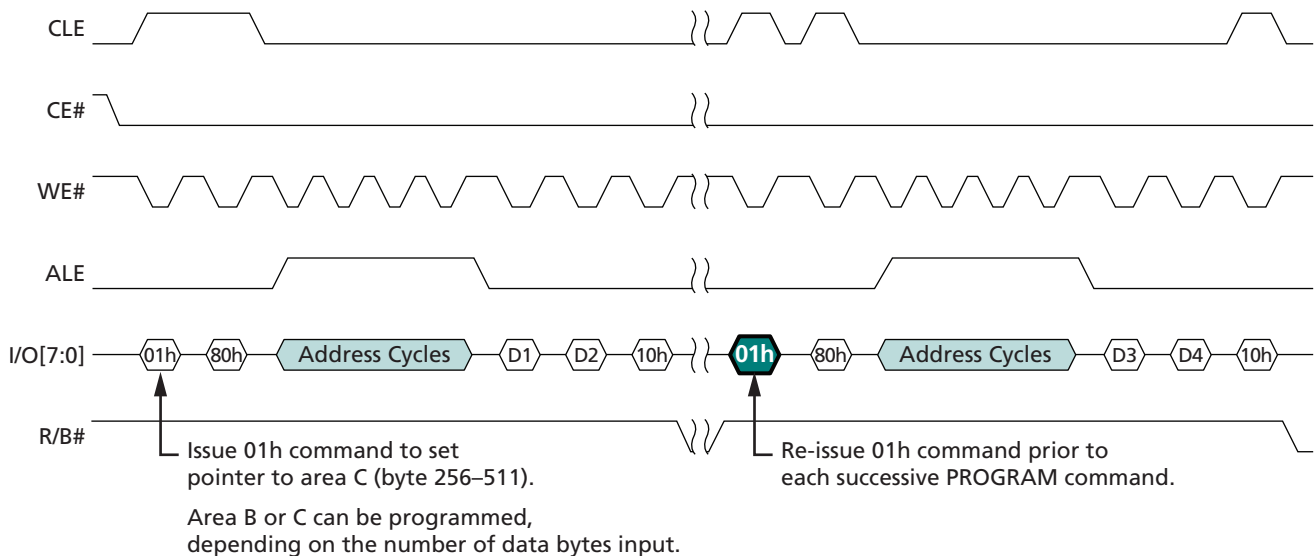 CLE
CE#
WE#
ALE
I/O[7:0] 01h 80h Address Cycles D1 D2 10h 01h 80h Address Cycles D3 D4 10h
R/B#
Issue 01h command to set
pointer to area C (byte 256–511).
Area B or C can be programmed,
depending on the number of data bytes input.
Re-issue 01h command prior to
each successive PROGRAM command.